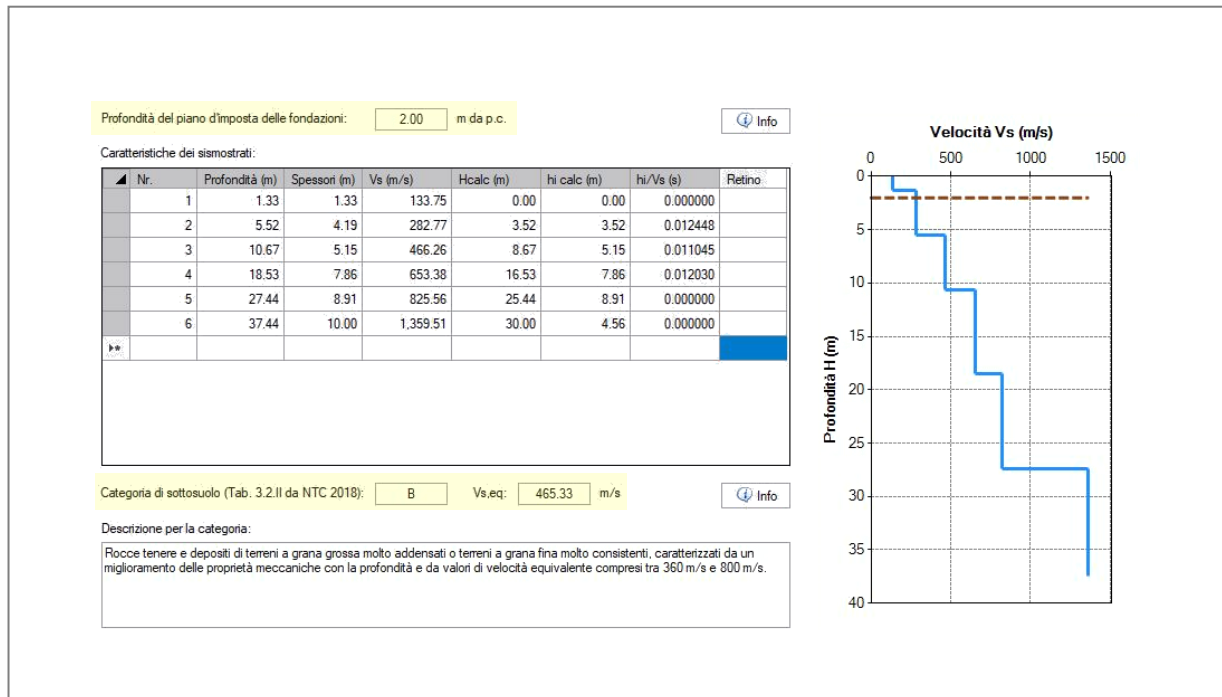 Profondità del piano d'imposta delle fondazioni: 2.00 m da p.c. Info
Caratteristiche dei sismostrati:
Nr. Profondità (m) Spessori (m) Vs (m/s) Hcalc (m) hi calc (m) hi/Vs (s) Retino
1 1.33 1.33 133.75 0.00 0.00 0.000000
2 5.52 4.19 282.77 3.52 3.52 0.012448
3 10.67 5.15 466.26 8.67 5.15 0.011045
4 18.53 7.86 653.38 16.53 7.86 0.012030
5 27.44 8.91 825.56 25.44 8.91 0.000000
6 37.44 10.00 1,359.51 30.00 4.56 0.000000
Categoria di sottosuolo (Tab. 3.2.II da NTC 2018): B Vs,eq: 465.33 m/s Info
Descrizione per la categoria:
Rocce tenere e depositi di terreni a grana grossa molto addensati o terreni a grana fina molto consistenti, caratterizzati da un
miglioramento delle proprietà meccaniche con la profondità e da valori di velocità equivalente compresi tra 360 m/s e 800 m/s.
Velocità Vs (m/s)
0 500 1000 1500
Profondità H (m)
0
5
10
15
20
25
30
35
40